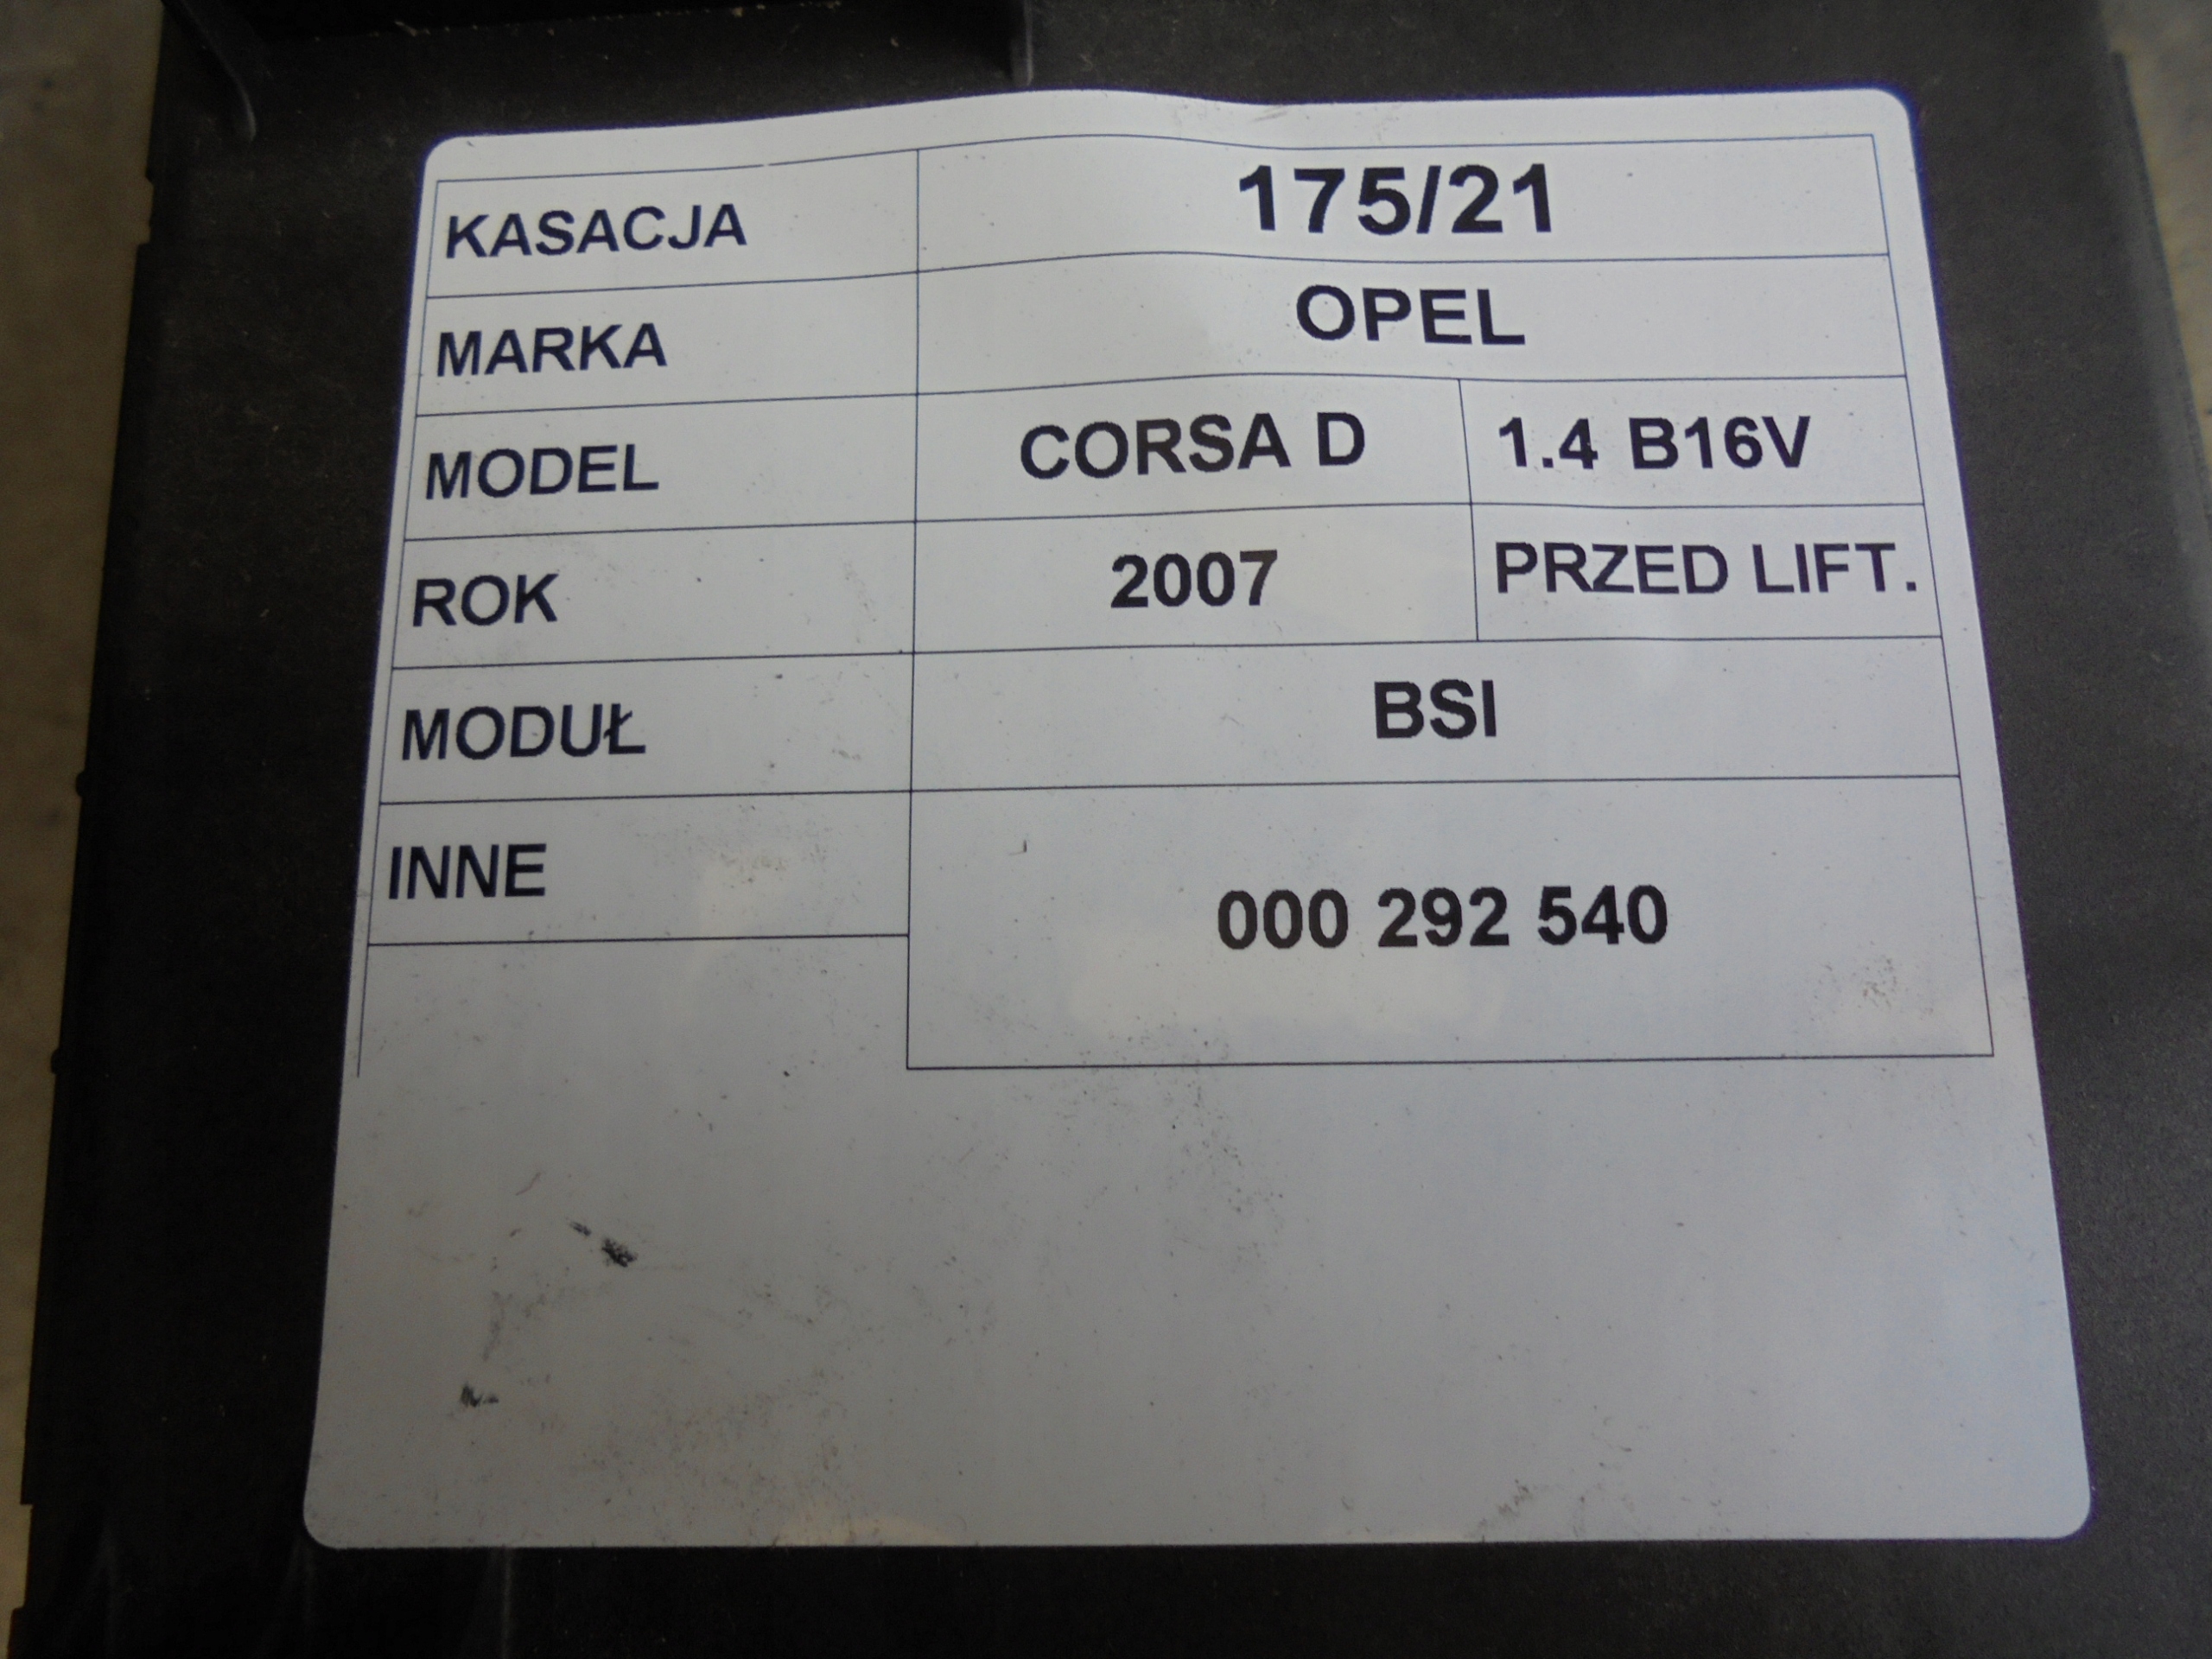 KASACJA 175/21
MARKA OPEL
MODEL CORSA D 1.4 B16V
ROK 2007 PRZED LIFT.
MODUŁ BSI
INNE 000 292 540